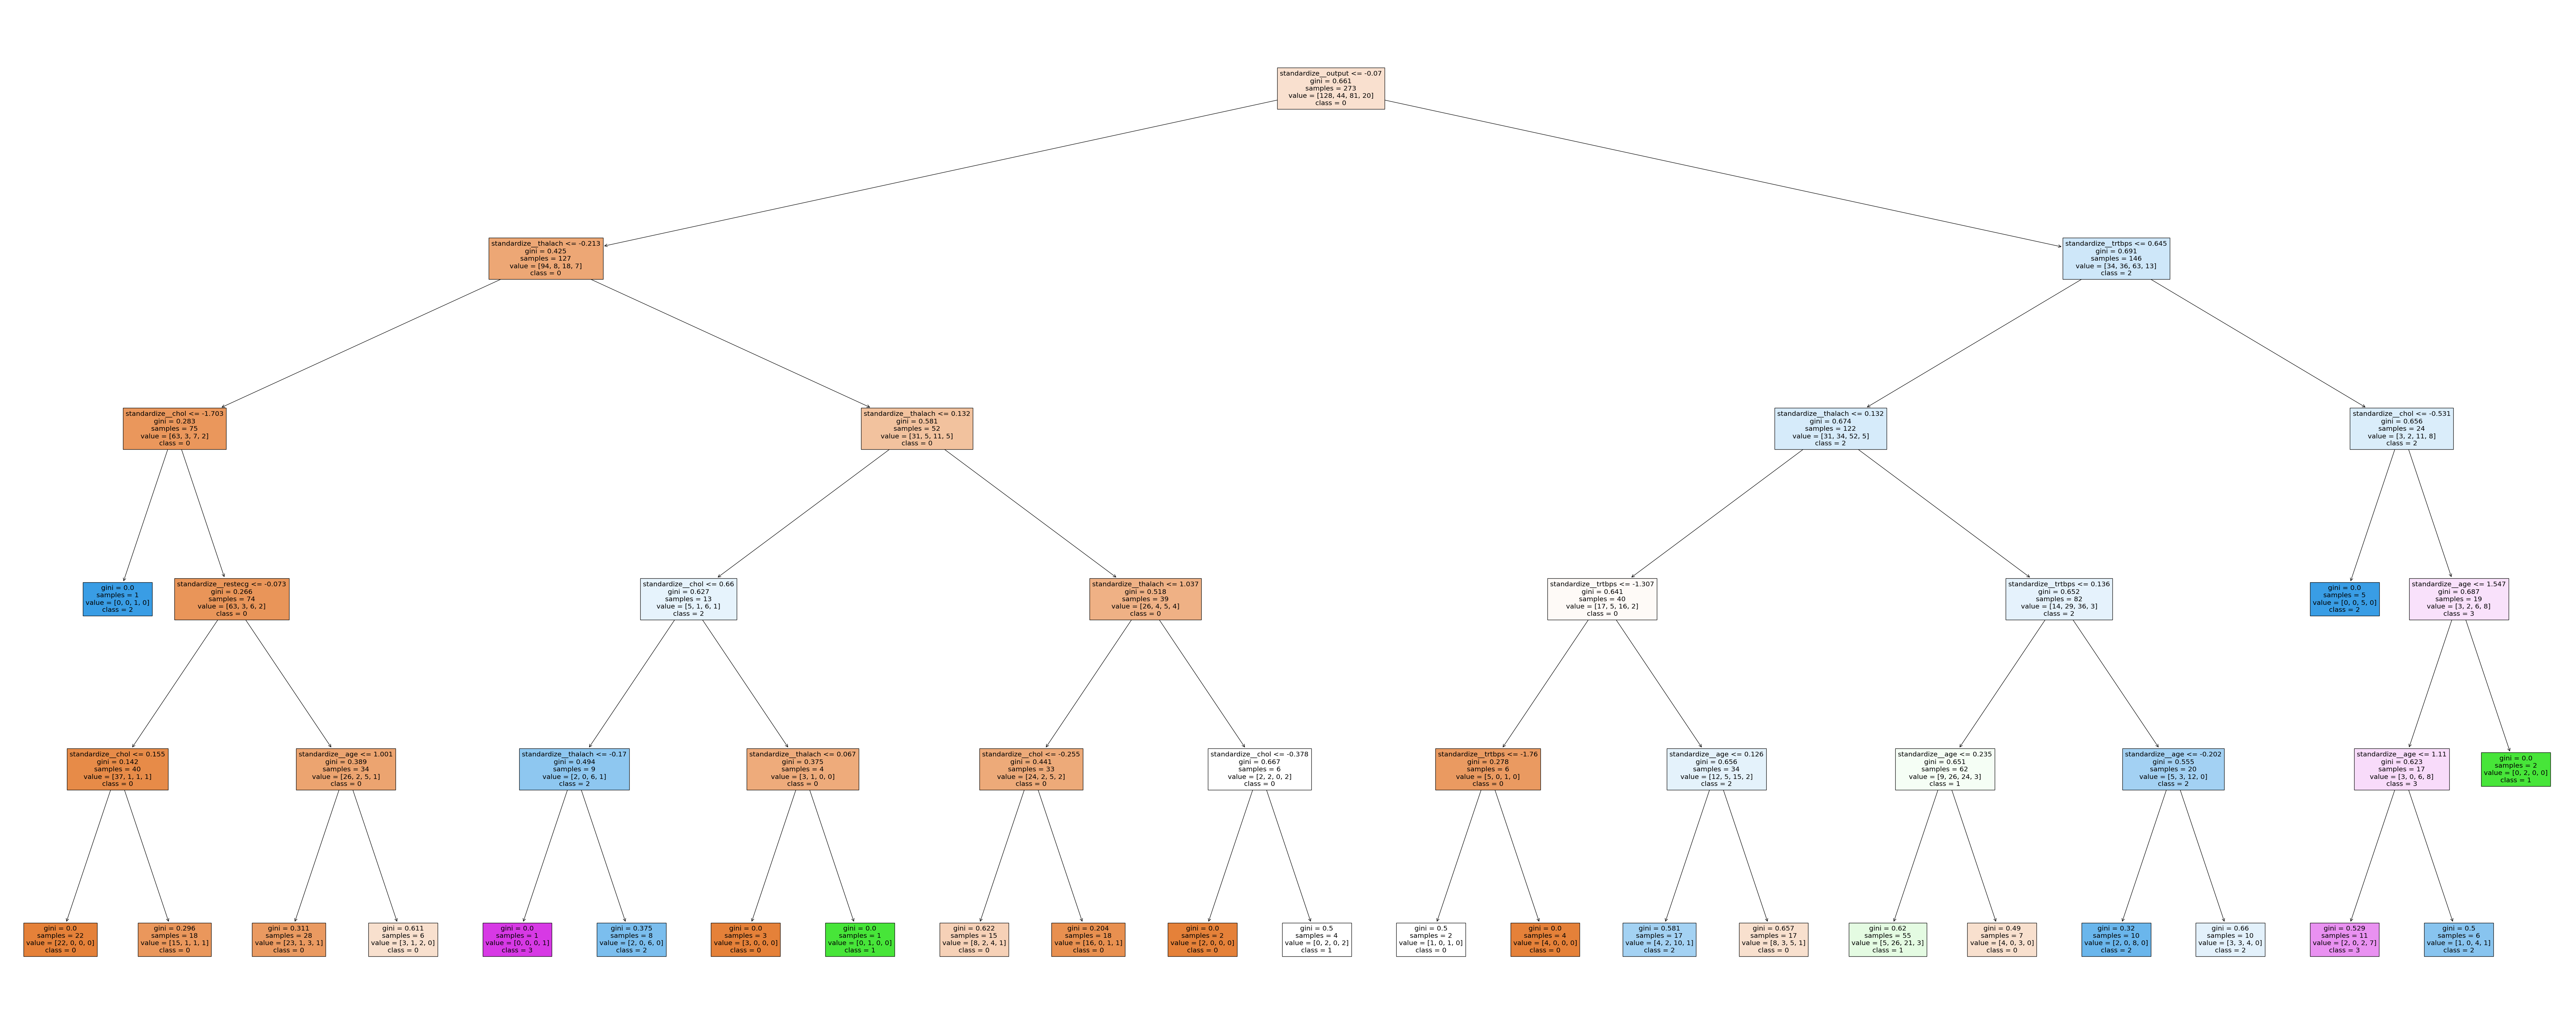 standardize__output <= -0.07
gini = 0.661
samples = 273
value = [128, 44, 81, 20]
class = 0
standardize__thalach <= -0.213
gini = 0.425
samples = 127
value = [94, 8, 18, 7]
class = 0
standardize__trtbps <= 0.645
gini = 0.691
samples = 146
value = [34, 36, 63, 13]
class = 2
standardize__chol <= -1.703
gini = 0.283
samples = 75
value = [63, 3, 7, 2]
class = 0
standardize__thalach <= 0.132
gini = 0.581
samples = 52
value = [31, 5, 11, 5]
class = 0
standardize__thalach <= 0.132
gini = 0.674
samples = 122
value = [31, 34, 52, 5]
class = 2
standardize__chol <= -0.531
gini = 0.656
samples = 24
value = [3, 2, 11, 8]
class = 2
gini = 0.0
samples = 1
value = [0, 0, 1, 0]
class = 2
standardize__restecg <= -0.073
gini = 0.266
samples = 74
value = [63, 3, 6, 2]
class = 0
standardize__chol <= 0.66
gini = 0.627
samples = 13
value = [5, 1, 6, 1]
class = 2
standardize__thalach <= 1.037
gini = 0.518
samples = 39
value = [26, 4, 5, 4]
class = 0
standardize__trtbps <= -1.307
gini = 0.641
samples = 40
value = [17, 5, 16, 2]
class = 0
standardize__trtbps <= 0.136
gini = 0.652
samples = 82
value = [14, 29, 36, 3]
class = 2
gini = 0.0
samples = 5
value = [0, 0, 5, 0]
class = 2
standardize__age <= 1.547
gini = 0.687
samples = 19
value = [3, 2, 6, 8]
class = 3
standardize__chol <= 0.155
gini = 0.142
samples = 40
value = [37, 1, 1, 1]
class = 0
standardize__age <= 1.001
gini = 0.389
samples = 34
value = [26, 2, 5, 1]
class = 0
standardize__thalach <= -0.17
gini = 0.494
samples = 9
value = [2, 0, 6, 1]
class = 2
standardize__thalach <= 0.067
gini = 0.375
samples = 4
value = [3, 1, 0, 0]
class = 0
standardize__chol <= -0.255
gini = 0.441
samples = 33
value = [24, 2, 5, 2]
class = 0
standardize__chol <= -0.378
gini = 0.667
samples = 6
value = [2, 2, 0, 2]
class = 0
standardize__trtbps <= -1.76
gini = 0.278
samples = 6
value = [5, 0, 1, 0]
class = 0
standardize__age <= 0.126
gini = 0.656
samples = 34
value = [12, 5, 15, 2]
class = 2
standardize__age <= 0.235
gini = 0.651
samples = 62
value = [9, 26, 24, 3]
class = 1
standardize__age <= -0.202
gini = 0.555
samples = 20
value = [5, 3, 12, 0]
class = 2
standardize__age <= 1.11
gini = 0.623
samples = 17
value = [3, 0, 6, 8]
class = 3
gini = 0.0
samples = 2
value = [0, 2, 0, 0]
class = 1
gini = 0.0
samples = 22
value = [22, 0, 0, 0]
class = 0
gini = 0.296
samples = 18
value = [15, 1, 1, 1]
class = 0
gini = 0.311
samples = 28
value = [23, 1, 3, 1]
class = 0
gini = 0.611
samples = 6
value = [3, 1, 2, 0]
class = 0
gini = 0.0
samples = 1
value = [0, 0, 0, 1]
class = 3
gini = 0.375
samples = 8
value = [2, 0, 6, 0]
class = 2
gini = 0.0
samples = 3
value = [3, 0, 0, 0]
class = 0
gini = 0.0
samples = 1
value = [0, 1, 0, 0]
class = 1
gini = 0.622
samples = 15
value = [8, 2, 4, 1]
class = 0
gini = 0.204
samples = 18
value = [16, 0, 1, 1]
class = 0
gini = 0.0
samples = 2
value = [2, 0, 0, 0]
class = 0
gini = 0.5
samples = 4
value = [0, 2, 0, 2]
class = 1
gini = 0.5
samples = 2
value = [1, 0, 1, 0]
class = 0
gini = 0.0
samples = 4
value = [4, 0, 0, 0]
class = 0
gini = 0.581
samples = 17
value = [4, 2, 10, 1]
class = 2
gini = 0.657
samples = 17
value = [8, 3, 5, 1]
class = 0
gini = 0.62
samples = 55
value = [5, 26, 21, 3]
class = 1
gini = 0.49
samples = 7
value = [4, 0, 3, 0]
class = 0
gini = 0.32
samples = 10
value = [2, 0, 8, 0]
class = 2
gini = 0.66
samples = 10
value = [3, 3, 4, 0]
class = 2
gini = 0.529
samples = 11
value = [2, 0, 2, 7]
class = 3
gini = 0.5
samples = 6
value = [1, 0, 4, 1]
class = 2